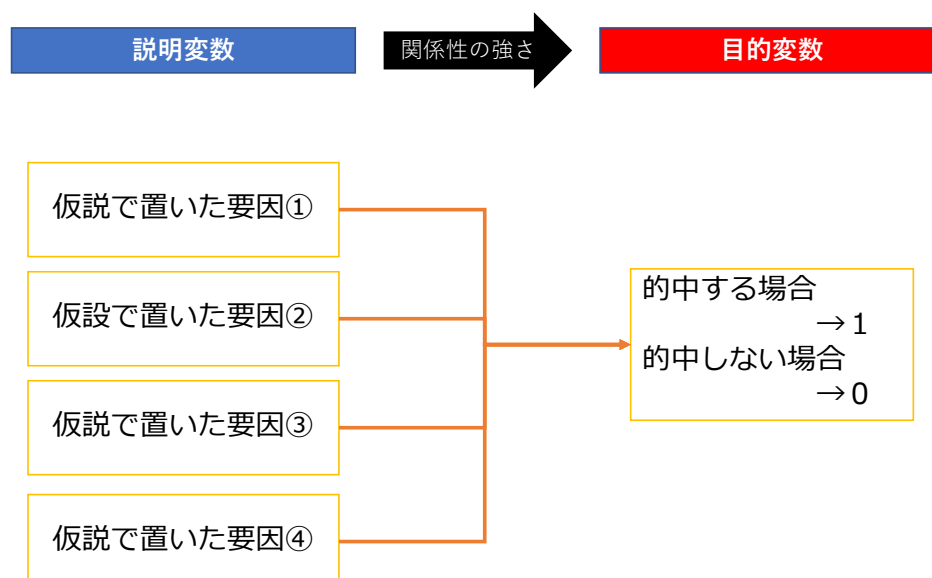 説明変数
関係性の強さ
目的変数
仮説で置いた要因①
仮設で置いた要因②
仮説で置いた要因③
仮説で置いた要因④
的中する場合
→1
的中しない場合
→0